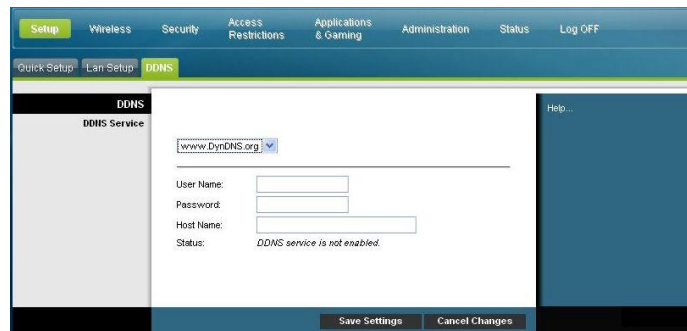 Setup Wireless Security Access Restrictions Applications & Gaming Administration Status Log OFF
Quick Setup Lan Setup DDNS
DDNS
DDNS Service
Help...
www.DynDNS.org
User Name:
Password:
Host Name:
Status: DDNS service is not enabled.
Save Settings Cancel Changes